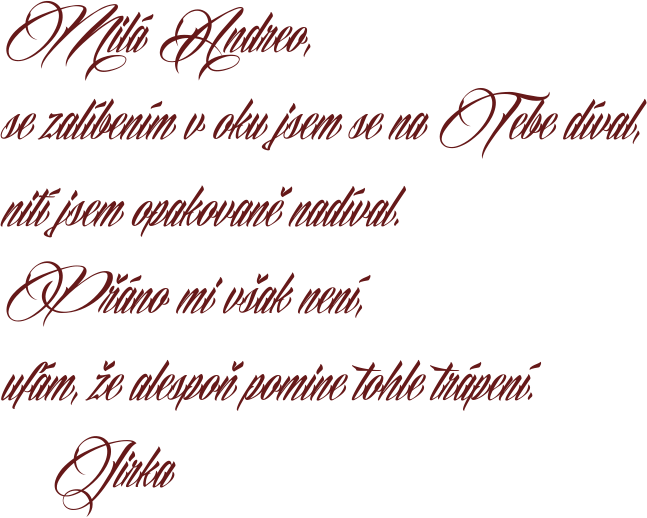 Milá Andreo,
se zalíbením v oku jsem se na Tebe díval,
nití jsem opakovaně nadíval.
Přáno mi však není,
ufám, že alespoň pomine tohle trápení.
Jirka